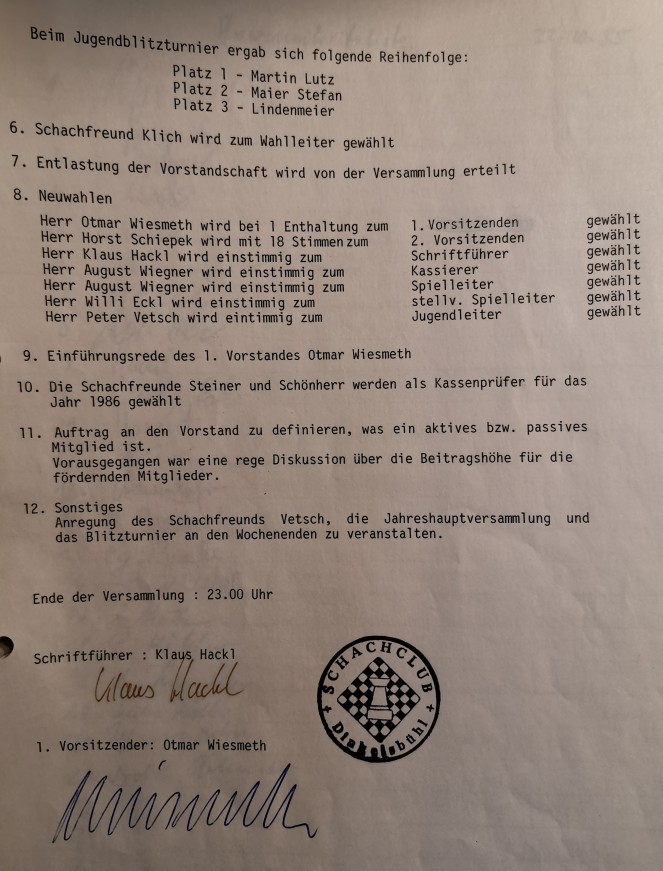 Beim Jugendblitzturnier ergab sich folgende Reihenfolge:
Platz 1 - Martin Lutz
Platz 2 - Maier Stefan
Platz 3 - Lindenmeier
6. Schachfreund Klich wird zum Wahlleiter gewählt
7. Entlastung der Vorstandschaft wird von der Versammlung erteilt
8. Neuwahlen
Herr Otmar Wiesmeth wird bei 1 Enthaltung zum 1. Vorsitzenden gewählt
Herr Horst Schiepek wird mit 18 Stimmen zum 2. Vorsitzenden gewählt
Herr Klaus Hackl wird einstimmig zum Schriftführer gewählt
Herr August Wiegner wird einstimmig zum Kassierer gewählt
Herr August Wiegner wird einstimmig zum Spielleiter gewählt
Herr Willi Eckl wird einstimmig zum stellv. Spielleiter gewählt
Herr Peter Vetsch wird eintimmig zum Jugendleiter gewählt
9. Einführungsrede des 1. Vorstandes Otmar Wiesmeth
10. Die Schachfreunde Steiner und Schönherr werden als Kassenprüfer für das
Jahr 1986 gewählt
11. Auftrag an den Vorstand zu definieren, was ein aktives bzw. passives
Mitglied ist.
Vorausgegangen war eine rege Diskussion über die Beitragshöhe für die
fördernden Mitglieder.
12. Sonstiges
Anregung des Schachfreunds Vetsch, die Jahreshauptversammlung und
das Blitzturnier an den Wochenenden zu veranstalten.
Ende der Versammlung : 23.00 Uhr
Schriftführer : Klaus Hackl
Klaus Hackl
SCHACHCLUB
Dinkelsbühl
1. Vorsitzender: Otmar Wiesmeth
Wiesmeth